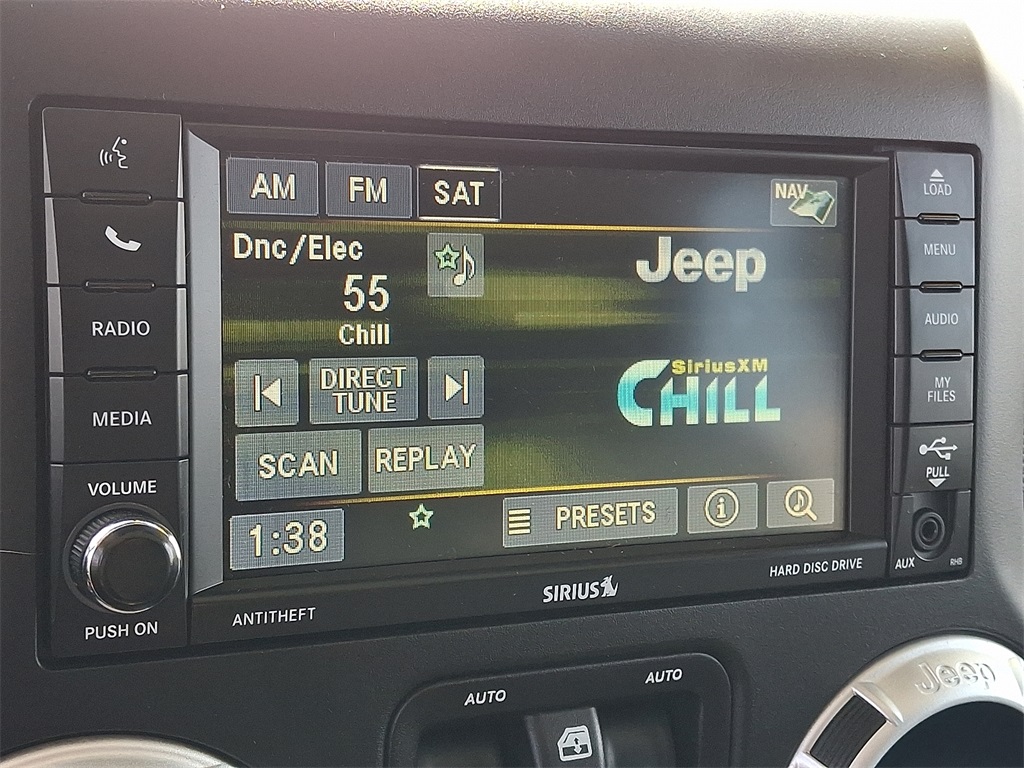 AM FM SAT NAV
Dnc/Elec
55
Chill
DIRECT
TUNE
SCAN REPLAY
1:38
PRESETS
Jeep
SiriusXM
CHILL
RADIO
MEDIA
VOLUME
PUSH ON
LOAD
MENU
AUDIO
MY
FILES
PULL
AUX RHB
ANTITHEFT
SIRIUS
HARD DISC DRIVE
AUTO AUTO
Jeep